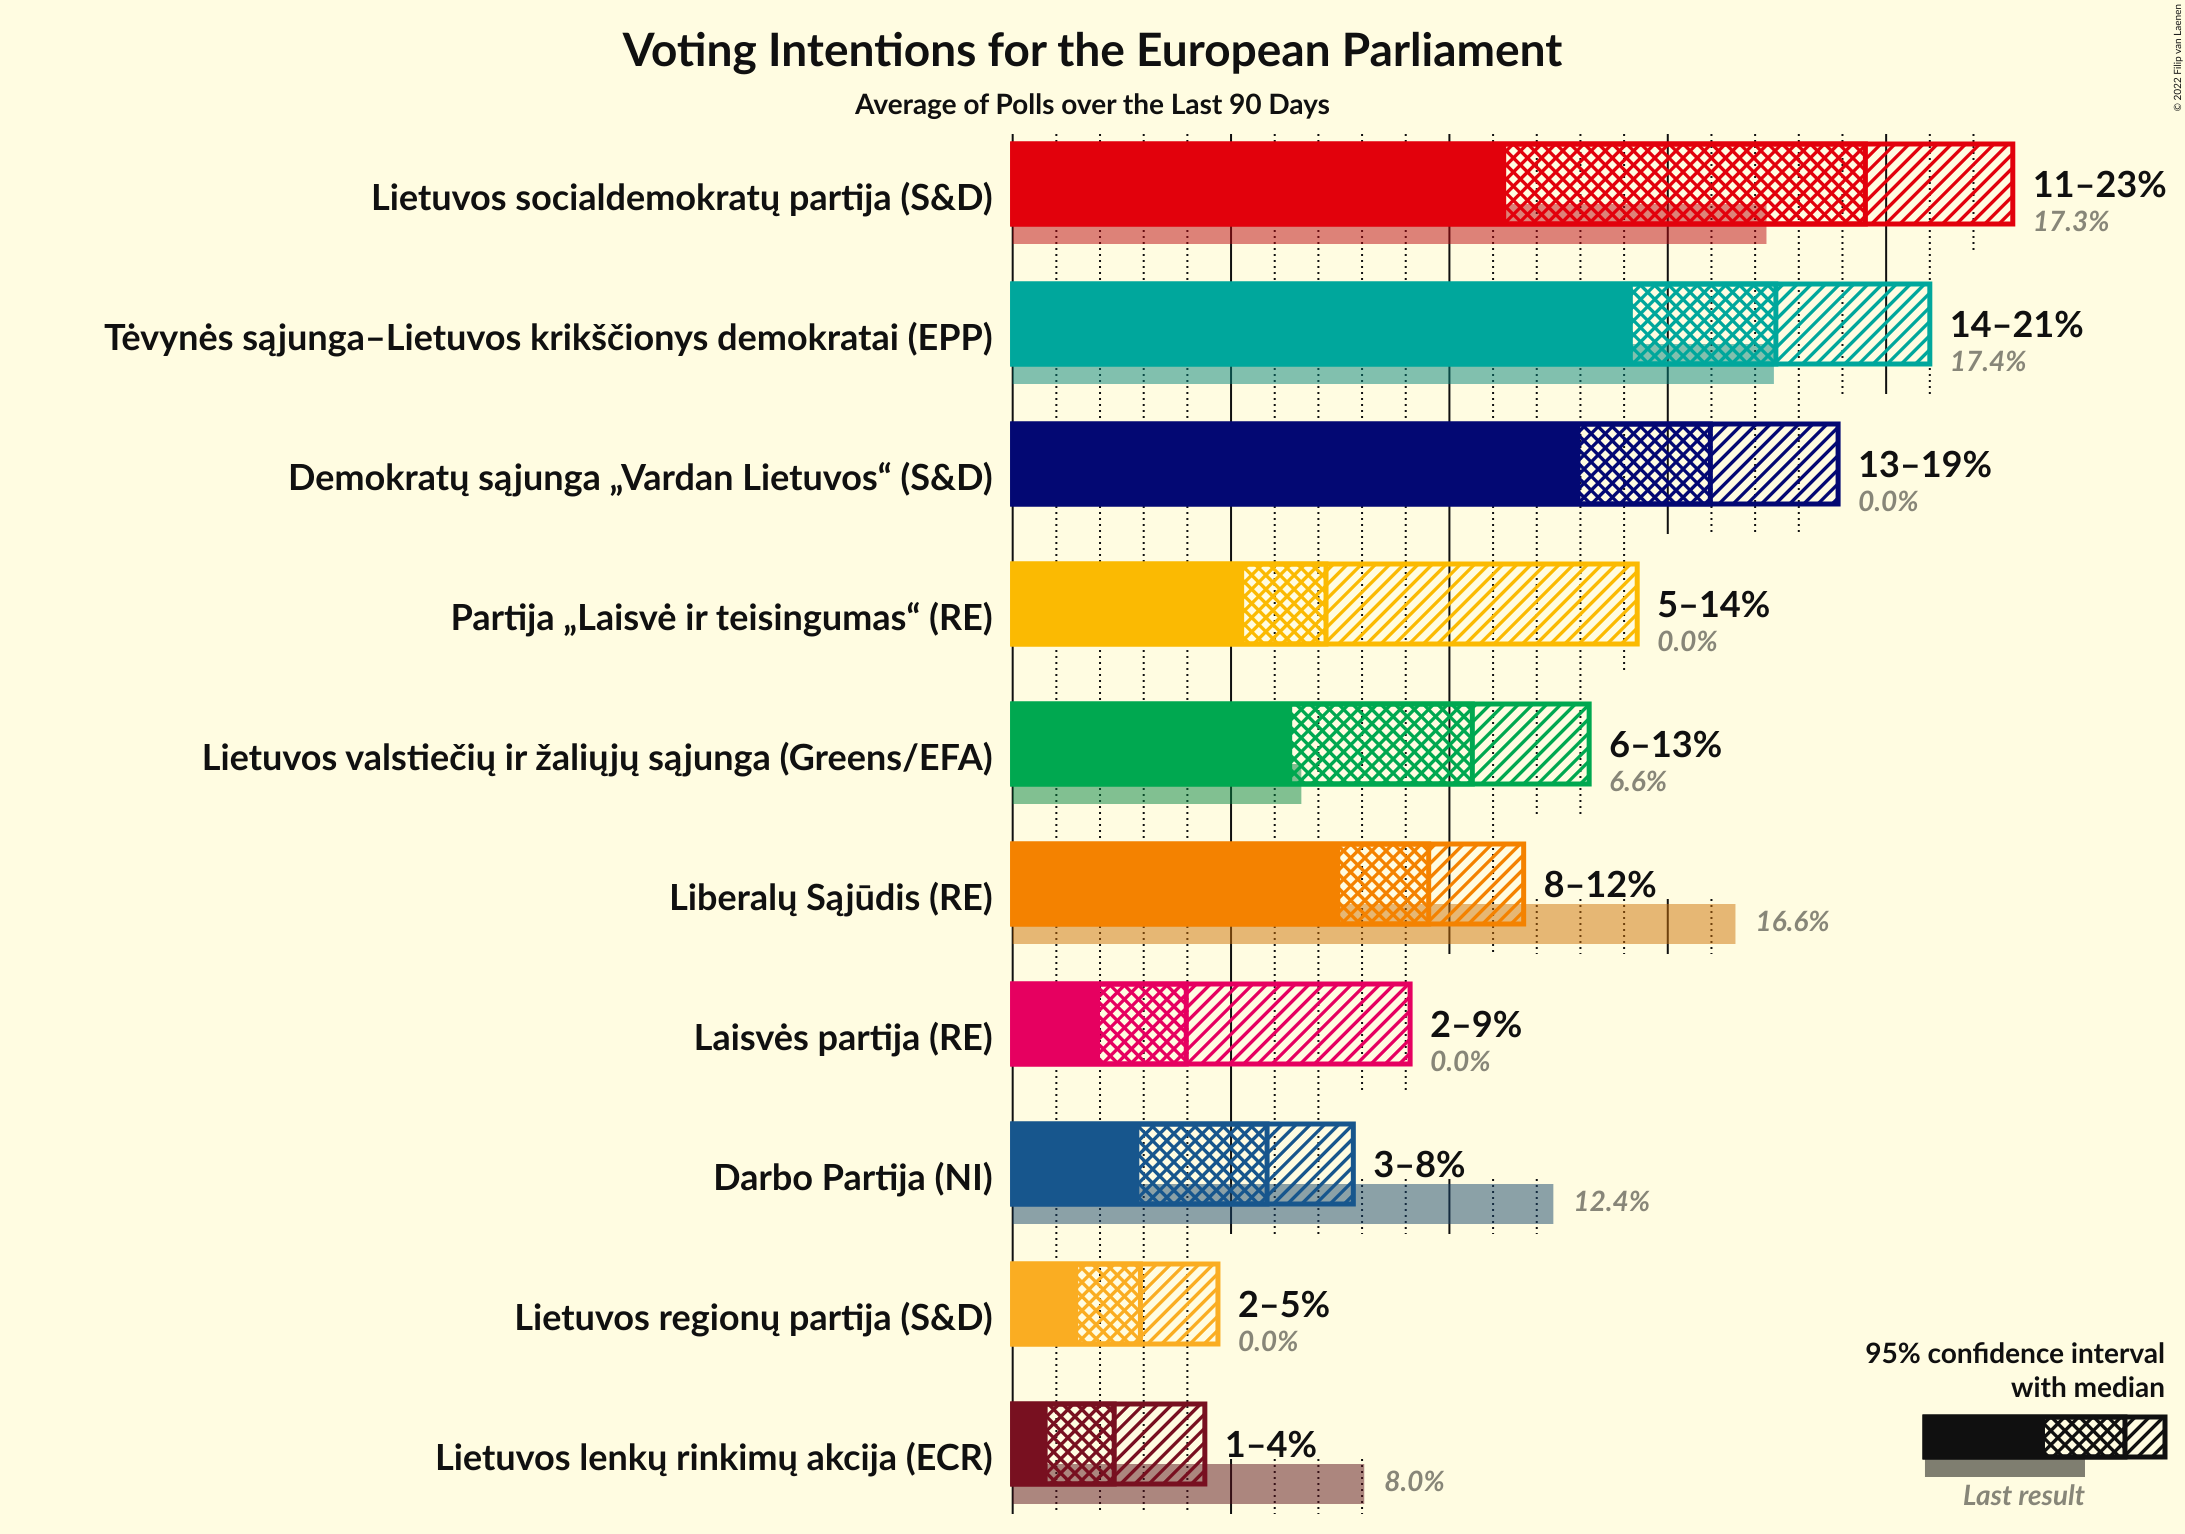 © 2022 Filip van Laenen
Voting Intentions for the European Parliament
Average of Polls over the Last 90 Days
Lietuvos socialdemokratų partija (S&D)
11–23%
17.3%
Tėvynės sąjunga–Lietuvos krikščionys demokratai (EPP)
14–21%
17.4%
Demokratų sąjunga „Vardan Lietuvos“ (S&D)
13–19%
0.0%
Partija „Laisvė ir teisingumas“ (RE)
5–14%
0.0%
Lietuvos valstiečių ir žaliųjų sąjunga (Greens/EFA)
6–13%
6.6%
Liberalų Sąjūdis (RE)
8–12%
16.6%
Laisvės partija (RE)
2–9%
0.0%
Darbo Partija (NI)
3–8%
12.4%
Lietuvos regionų partija (S&D)
2–5%
0.0%
Lietuvos lenkų rinkimų akcija (ECR)
1–4%
8.0%
95% confidence interval
with median
Last result